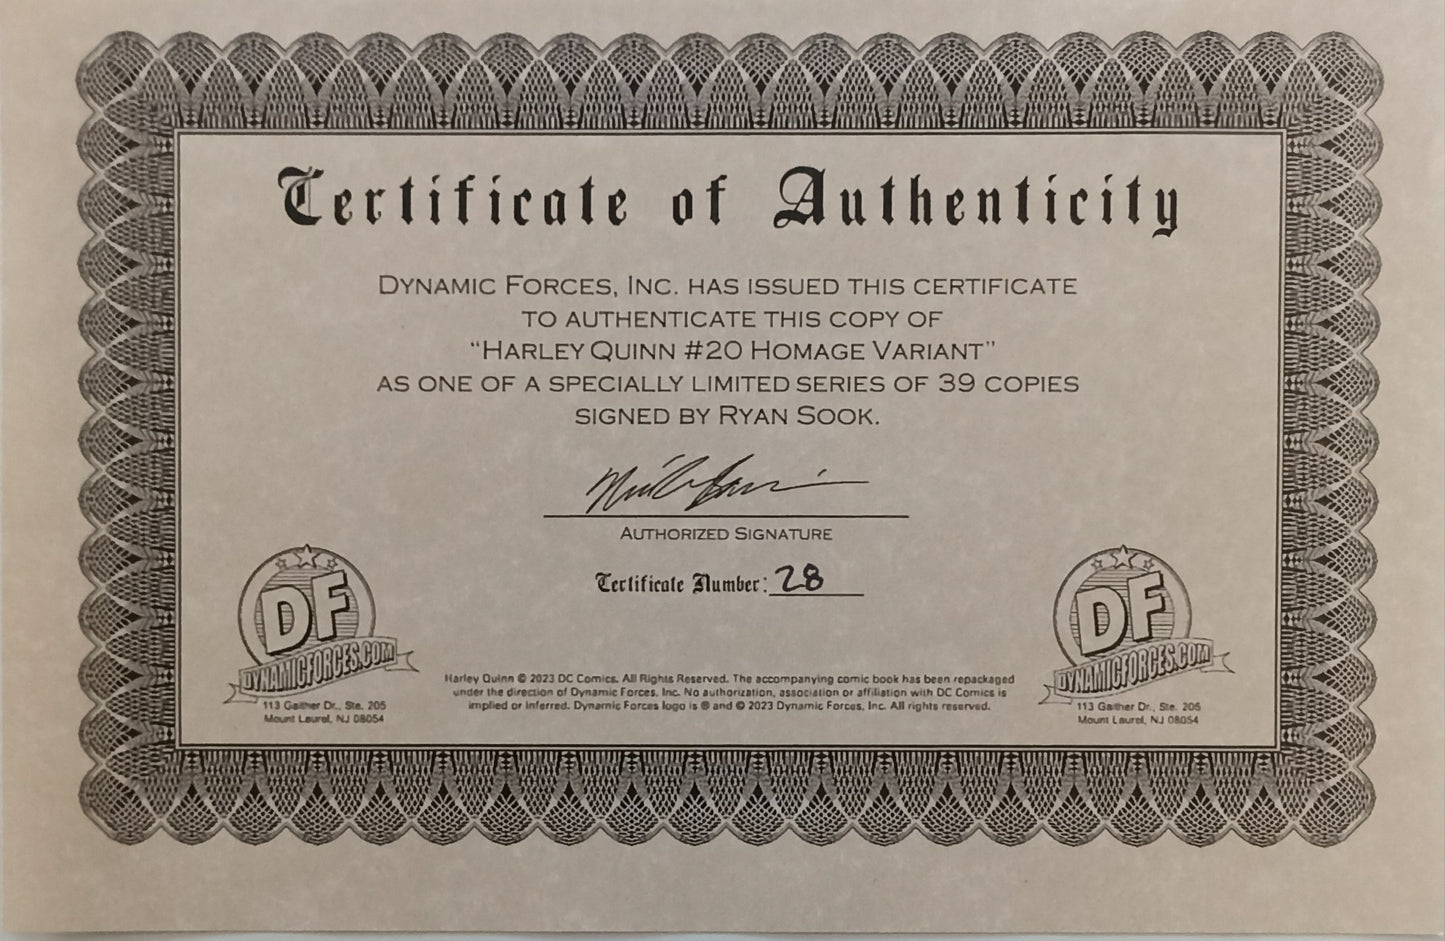 Certificate of Authenticity
DYNAMIC FORCES, INC. HAS ISSUED THIS CERTIFICATE
TO AUTHENTICATE THIS COPY OF
“HARLEY QUINN #20 HOMAGE VARIANT”
AS ONE OF A SPECIALLY LIMITED SERIES OF 39 COPIES
SIGNED BY RYAN SOOK.
AUTHORIZED SIGNATURE
Certificate Number: 28
DF
DYNAMICFORCES.COM
113 Gaither Dr., Ste. 205
Mount Laurel, NJ 08054
Harley Quinn © 2023 DC Comics. All Rights Reserved. The accompanying comic book has been repackaged
under the direction of Dynamic Forces, Inc. No authorization, association or affiliation with DC Comics is
implied or inferred. Dynamic Forces logo is ® and © 2023 Dynamic Forces, Inc. All rights reserved.
DF
DYNAMICFORCES.COM
113 Gaither Dr., Ste. 205
Mount Laurel, NJ 08054